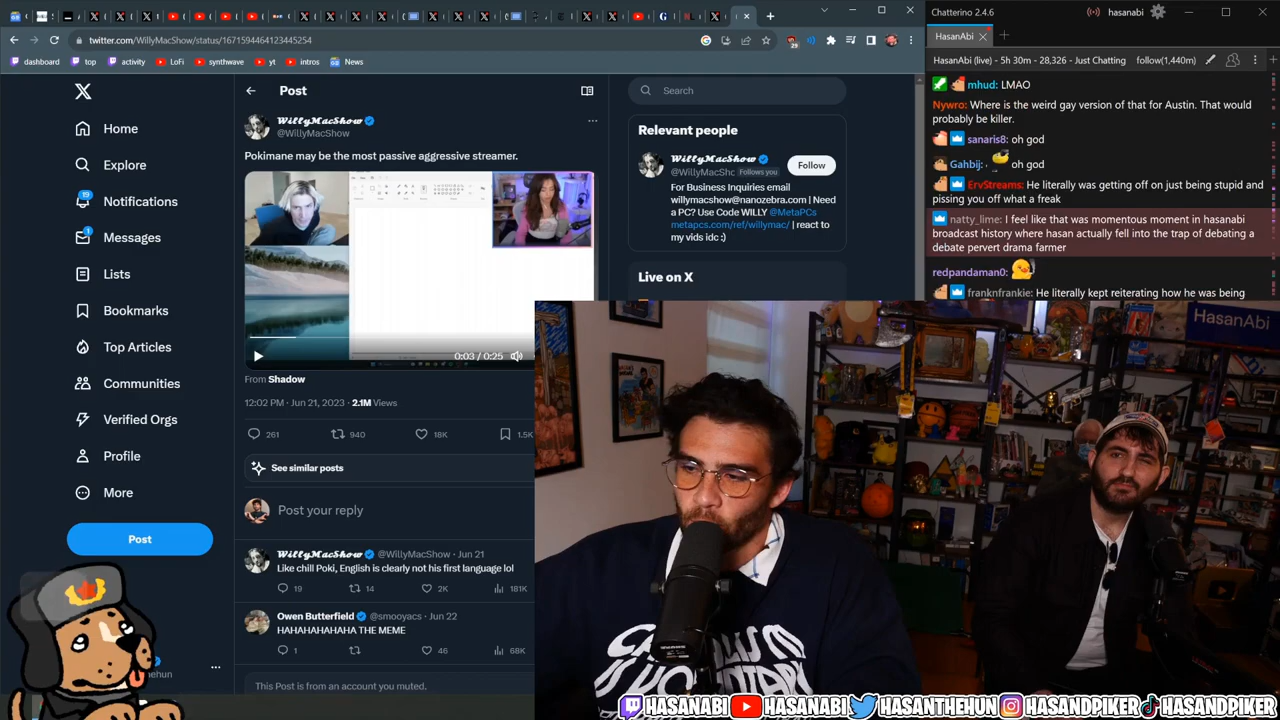 Chatterino 2.4.6
hasanabi
twitter.com/WillyMacShow/status/1671594464123445254
29
HasanAbi
dashboard
top
activity
LoFi
synthwave
yt
intros
News
HasanAbi (live) - 5h 30m - 28,326 - Just Chatting
follow(1,440m)
Post
Search
WillyMacShow
@WillyMacShow
Pokimane may be the most passive aggressive streamer.
0:03 / 0:25
From Shadow
12:02 PM · Jun 21, 2023 2.1M Views
261
940
18K
1.5K
See similar posts
Post your reply
WillyMacShow @WillyMacShow · Jun 21
Like chill Poki, English is clearly not his first language lol
19
14
2K
181K
Owen Butterfield @smooyacs · Jun 22
HAHAHAHAHAHA THE MEME
1
46
68K
This Post is from an account you muted.
Home
Explore
19
Notifications
1
Messages
Lists
Bookmarks
Top Articles
Communities
Verified Orgs
Profile
More
Post
thehun
Relevant people
WillyMacShow
@WillyMacShc Follows you
Follow
For Business Inquiries email
willymacshow@nanozebra.com | Need
a PC? Use Code WILLY @MetaPCs
metapcs.com/ref/willymac/ | react to
my vids idc ;)
Live on X
mhud: LMAO
Nywro: Where is the weird gay version of that for Austin. That would
probably be killer.
sanaris8: oh god
Gahbij: oh god
ErvStreams: He literally was getting off on just being stupid and
pissing you off what a freak
natty_lime: I feel like that was momentous moment in hasanabi
broadcast history where hasan actually fell into the trap of debating a
debate pervert drama farmer
redpandaman0:
franknfrankie: He literally kept reiterating how he was being
HasanAbi
HASANABI
HASANABI
HASANTHEHUN
HASANDPIKER
HASANDPIKER